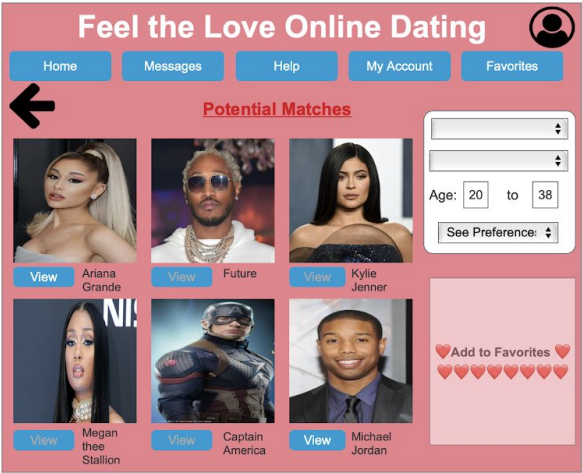 Feel the Love Online Dating
Home
Messages
Help
My Account
Favorites
Potential Matches
Age: 20 to 38
See Preference
View
Ariana
Grande
View
Future
View
Kylie
Jenner
❤️Add to Favorites ❤️
❤️❤️❤️❤️❤️❤️❤️❤️
NIS
View
Megan
thee
Stallion
View
Captain
America
View
Michael
Jordan